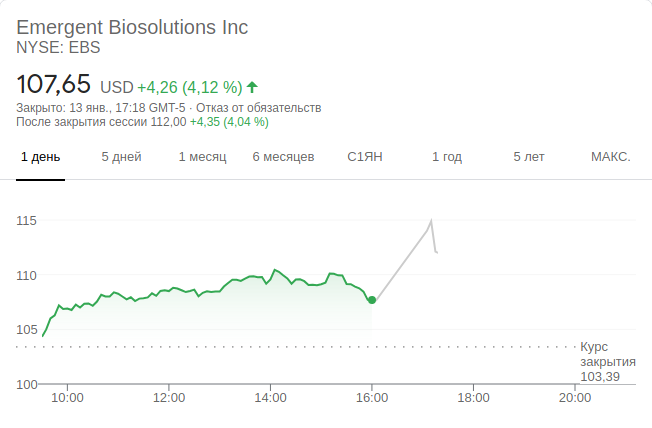 Emergent Biosolutions Inc
NYSE: EBS
107,65 USD +4,26 (4,12 %)
Закрыто: 13 янв., 17:18 GMT-5 · Отказ от обязательств
После закрытия сессии 112,00 +4,35 (4,04 %)
1 день 5 дней 1 месяц 6 месяцев С1ЯН 1 год 5 лет МАКС.
115
110
105
Курс
закрытия
103,39
100
10:00 12:00 14:00 16:00 18:00 20:00